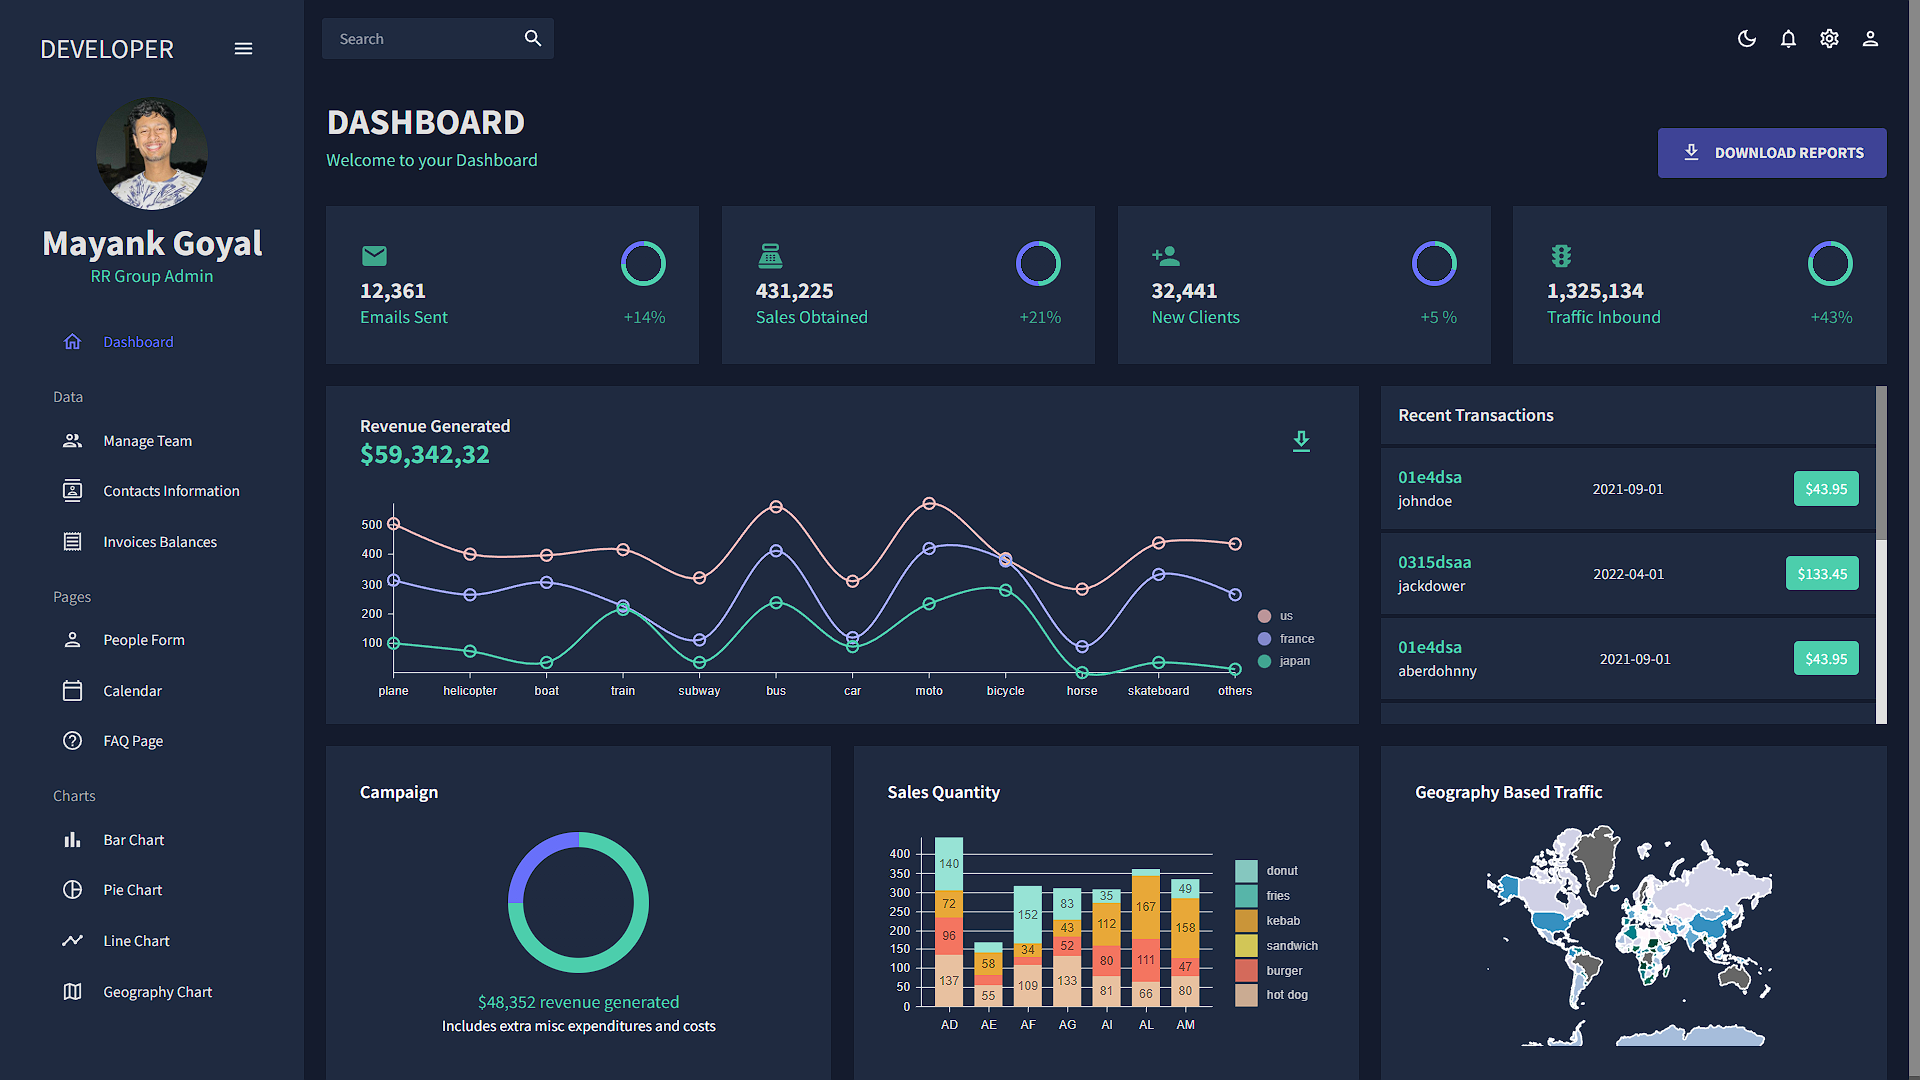 DEVELOPER
Search
Mayank Goyal
RR Group Admin
Dashboard
Data
Manage Team
Contacts Information
Invoices Balances
Pages
People Form
Calendar
FAQ Page
Charts
Bar Chart
Pie Chart
Line Chart
Geography Chart
DASHBOARD
Welcome to your Dashboard
DOWNLOAD REPORTS
12,361
Emails Sent
+14%
431,225
Sales Obtained
+21%
32,441
New Clients
+5 %
1,325,134
Traffic Inbound
+43%
Revenue Generated
$59,342,32
500
400
300
200
100
plane helicopter boat train subway bus car moto bicycle horse skateboard others
us
france
japan
Recent Transactions
01e4dsa
johndoe
2021-09-01
$43.95
0315dsaa
jackdower
2022-04-01
$133.45
01e4dsa
aberdohnny
2021-09-01
$43.95
Campaign
$48,352 revenue generated
Includes extra misc expenditures and costs
Sales Quantity
400
350
300
250
200
150
100
50
0
140
72
96
137
58
55
152
34
109
83
43
52
133
35
112
80
81
167
111
66
49
158
47
80
AD AE AF AG AI AL AM
donut
fries
kebab
sandwich
burger
hot dog
Geography Based Traffic